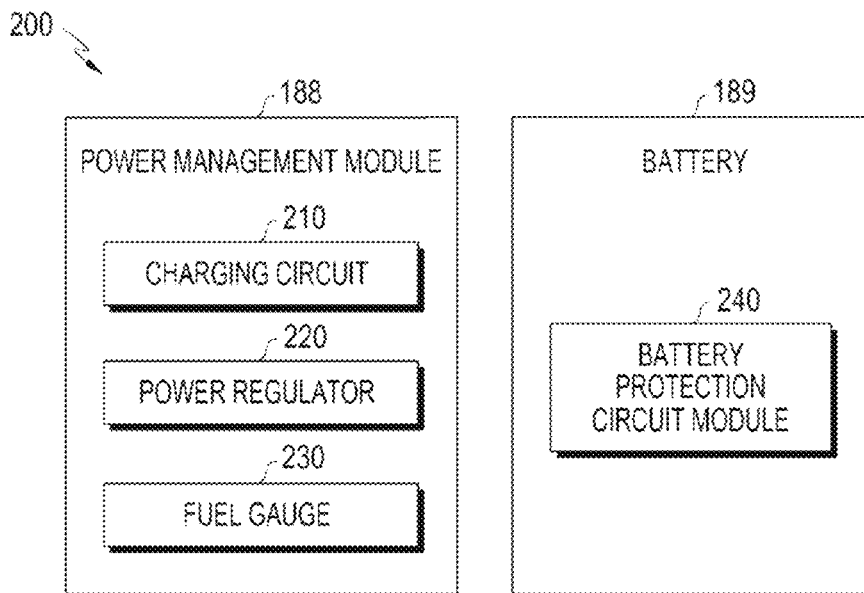 200
188
POWER MANAGEMENT MODULE
210
CHARGING CIRCUIT
220
POWER REGULATOR
230
FUEL GAUGE
189
BATTERY
240
BATTERY
PROTECTION
CIRCUIT MODULE